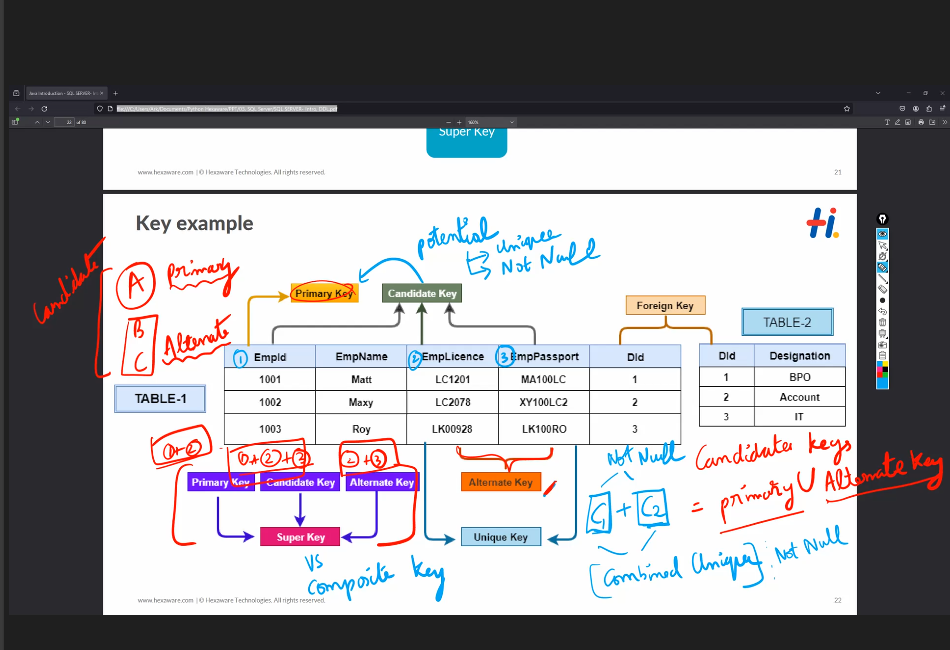 Java Introduction - SQL SERVER-
22 of 80
160%
Super Key
www.hexaware.com | © Hexaware Technologies. All rights reserved.
21
Key example
Hi.
potential
Unique
Not Null
Candidate
A Primary
B
C
Alternate
Primary Key
Candidate Key
Foreign Key
TABLE-2
1 EmpId EmpName 2 EmpLicence 3 EmpPassport DId
1001 Matt LC1201 MA100LC 1
1002 Maxy LC2078 XY100LC2 2
1003 Roy LK00928 LK100RO 3
DId Designation
1 BPO
2 Account
3 IT
TABLE-1
1+2
1+2+3
2+3
Primary Key
Candidate Key
Alternate Key
Alternate Key
Super Key
Unique Key
vs
composite key
Not Null
C1 + C2
[Combined Unique] : Not Null
Candidate keys
= primary U Alternate Key
www.hexaware.com | © Hexaware Technologies. All rights reserved.
22